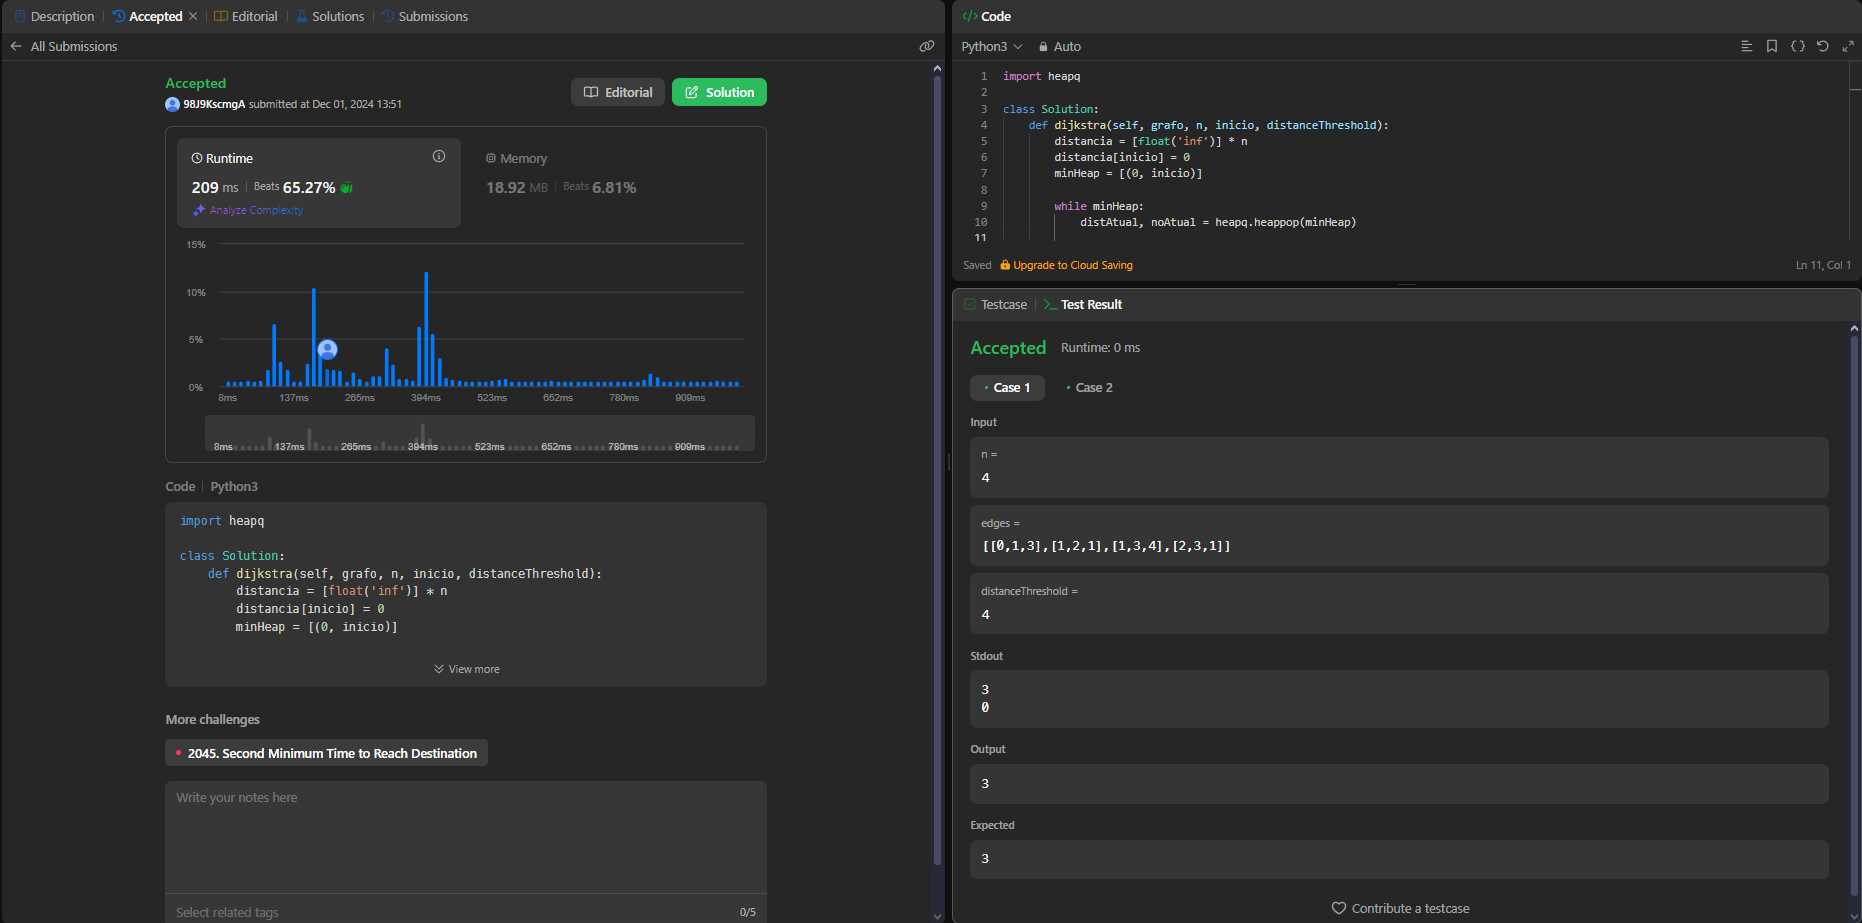 Description
Accepted
Editorial
Solutions
Submissions
All Submissions
Accepted
98J9KscmgA submitted at Dec 01, 2024 13:51
Editorial
Solution
Runtime
209 ms | Beats 65.27%
Analyze Complexity
Memory
18.92 MB | Beats 6.81%
15%
10%
5%
0%
8ms 137ms 265ms 394ms 523ms 652ms 780ms 909ms
8ms 137ms 265ms 394ms 523ms 652ms 780ms 909ms
Code | Python3
import heapq
class Solution:
def dijkstra(self, grafo, n, inicio, distanceThreshold):
distancia = [float('inf')] * n
distancia[inicio] = 0
minHeap = [(0, inicio)]
View more
More challenges
2045. Second Minimum Time to Reach Destination
Write your notes here
Select related tags
0/5
</> Code
Python3
Auto
1 import heapq
2
3 class Solution:
4 def dijkstra(self, grafo, n, inicio, distanceThreshold):
5 distancia = [float('inf')] * n
6 distancia[inicio] = 0
7 minHeap = [(0, inicio)]
8
9 while minHeap:
10 distAtual, noAtual = heapq.heappop(minHeap)
11
Saved
Upgrade to Cloud Saving
Ln 11, Col 1
Testcase
>_ Test Result
Accepted
Runtime: 0 ms
Case 1
Case 2
Input
n =
4
edges =
[[0,1,3],[1,2,1],[1,3,4],[2,3,1]]
distanceThreshold =
4
Stdout
3
0
Output
3
Expected
3
Contribute a testcase